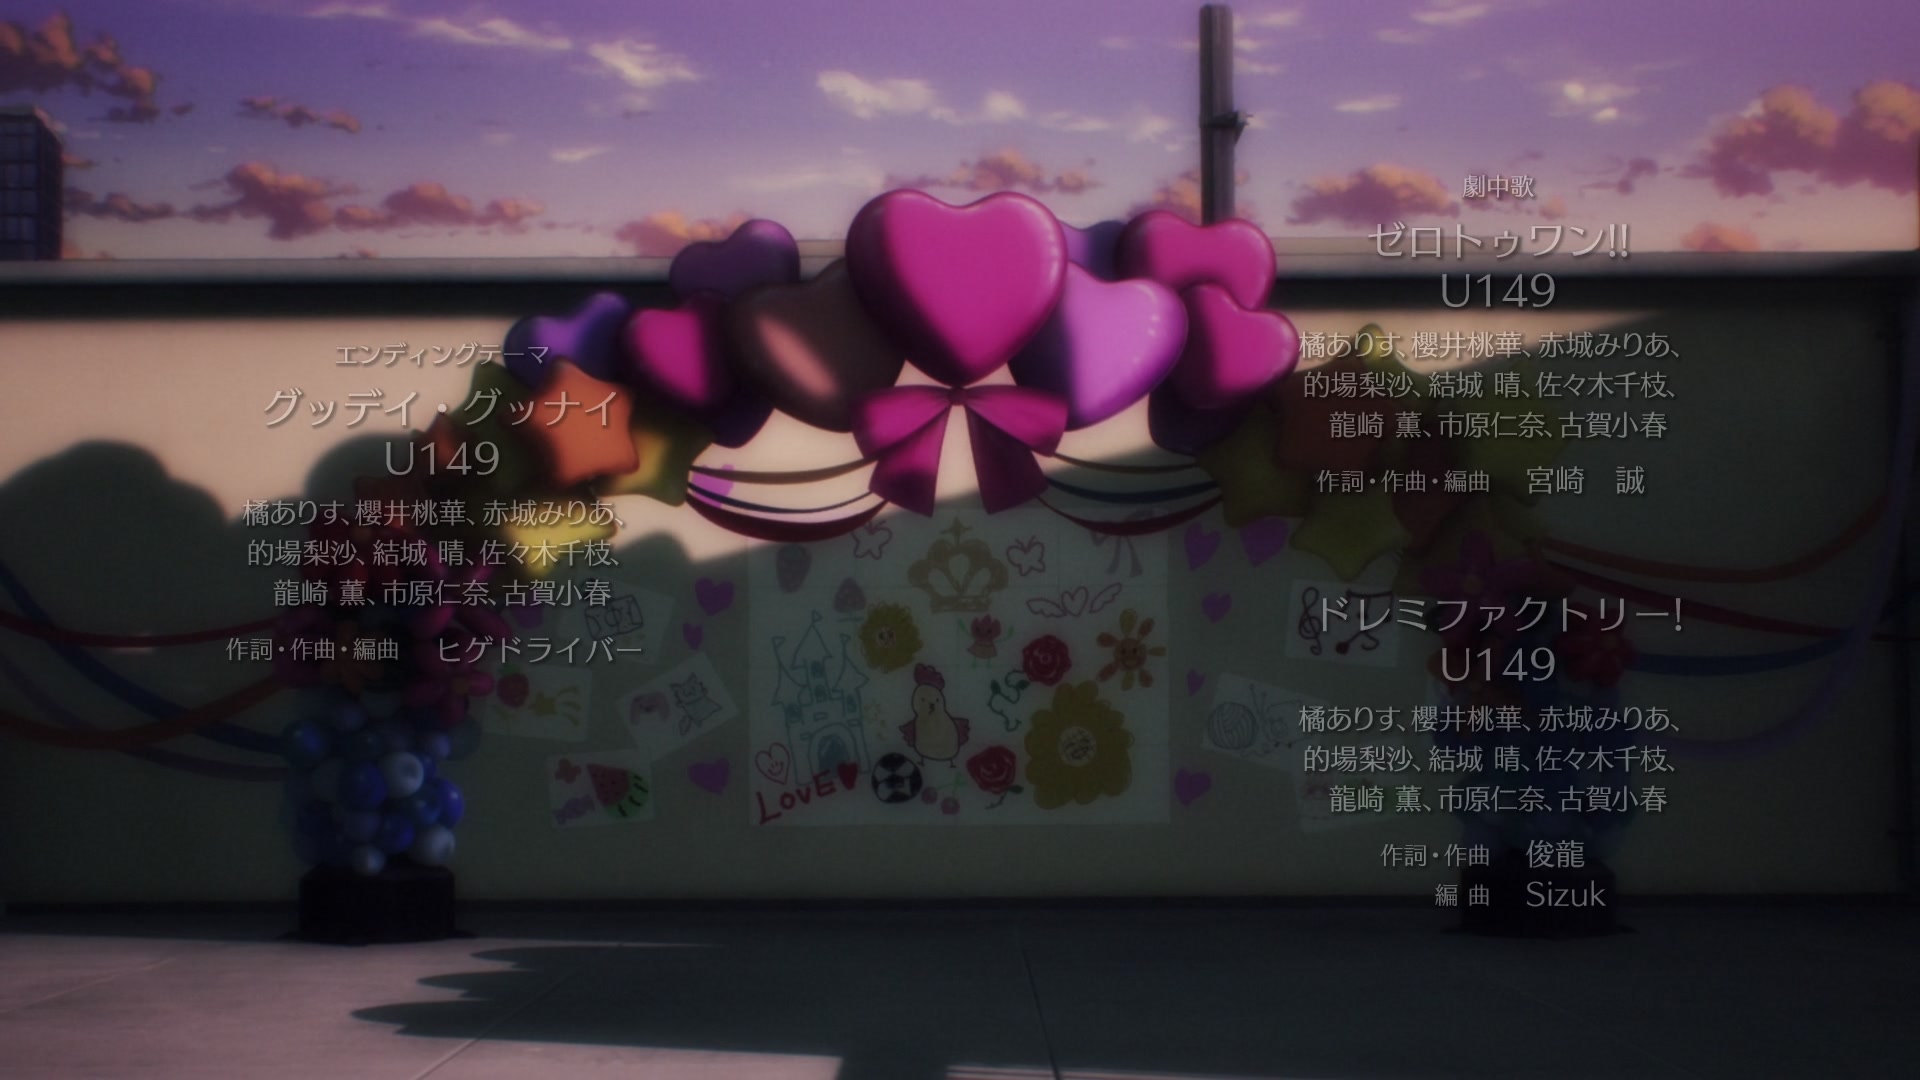 エンディングテーマ
グッデイ・グッナイ
U149
橘ありす、櫻井桃華、赤城みりあ、
的場梨沙、結城 晴、佐々木千枝、
龍崎 薫、市原仁奈、古賀小春
作詞・作曲・編曲　ヒゲドライバー
劇中歌
ゼロトゥワン!!
U149
橘ありす、櫻井桃華、赤城みりあ、
的場梨沙、結城 晴、佐々木千枝、
龍崎 薫、市原仁奈、古賀小春
作詞・作曲・編曲　宮崎　誠
ドレミファクトリー!
U149
橘ありす、櫻井桃華、赤城みりあ、
的場梨沙、結城 晴、佐々木千枝、
龍崎 薫、市原仁奈、古賀小春
作詞・作曲　俊龍
編 曲　Sizuk
LOVE